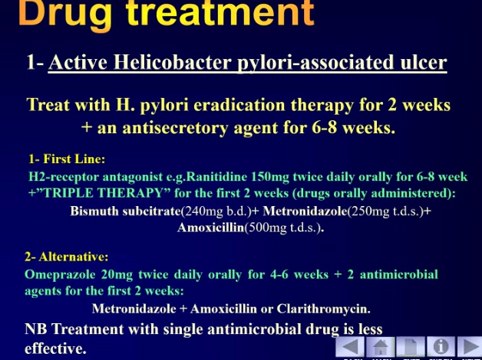 Drug treatment
1- Active Helicobacter pylori-associated ulcer
Treat with H. pylori eradication therapy for 2 weeks
+ an antisecretory agent for 6-8 weeks.
1- First Line:
H2-receptor antagonist e.g.Ranitidine 150mg twice daily orally for 6-8 week
+”TRIPLE THERAPY” for the first 2 weeks (drugs orally administered):
Bismuth subcitrate(240mg b.d.)+ Metronidazole(250mg t.d.s.)+
Amoxicillin(500mg t.d.s.).
2- Alternative:
Omeprazole 20mg twice daily orally for 4-6 weeks + 2 antimicrobial
agents for the first 2 weeks:
Metronidazole + Amoxicillin or Clarithromycin.
NB Treatment with single antimicrobial drug is less
effective.